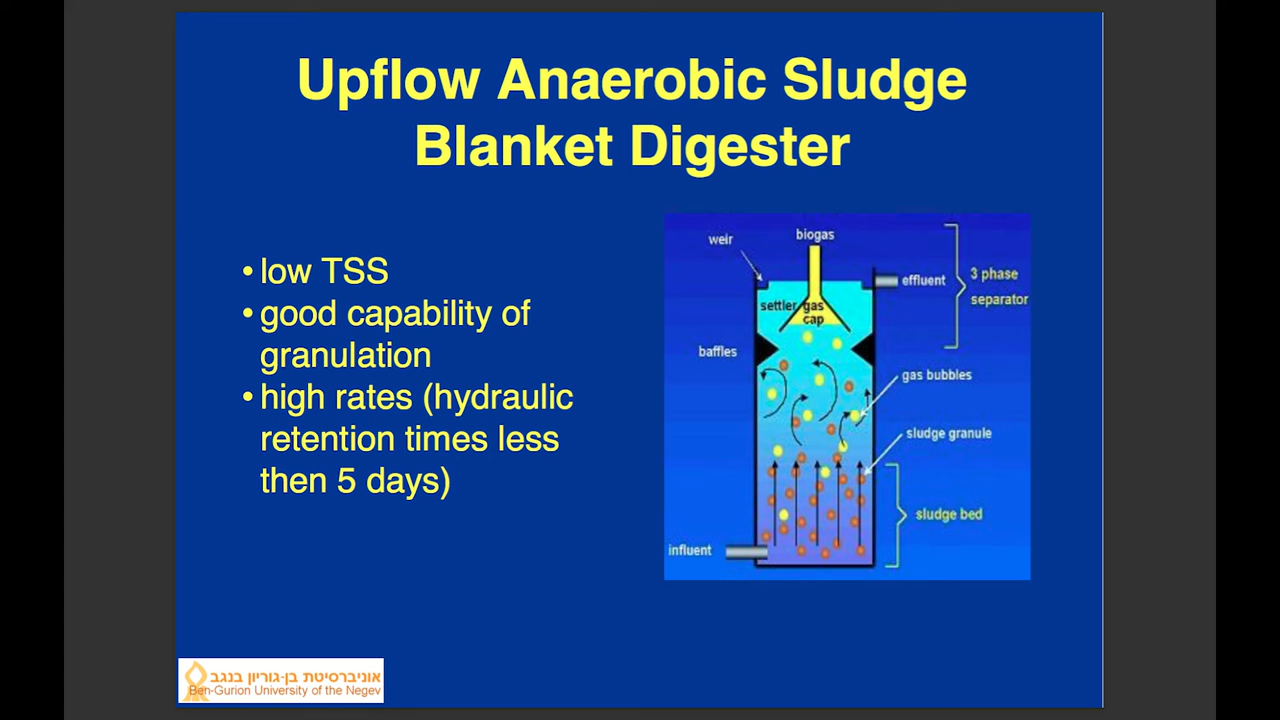 Upflow Anaerobic Sludge
Blanket Digester
• low TSS
• good capability of
granulation
• high rates (hydraulic
retention times less
then 5 days)
weir
biogas
effluent
3 phase
separator
settler
gas
cap
baffles
gas bubbles
sludge granule
sludge bed
influent
אוניברסיטת בן-גוריון בנגב
Ben-Gurion University of the Negev